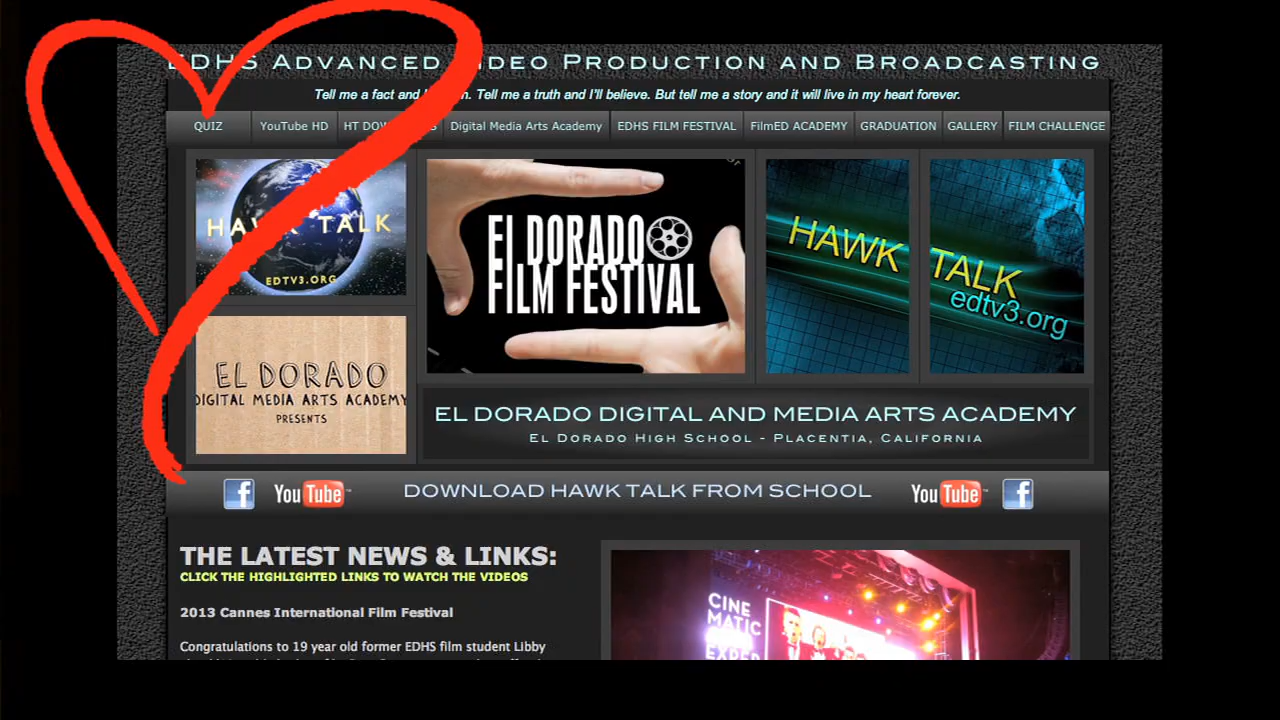 EDHS Advanced Video Production and Broadcasting
Tell me a fact and I'll learn. Tell me a truth and I'll believe. But tell me a story and it will live in my heart forever.
QUIZ YouTube HD HT DOWNLOADS Digital Media Arts Academy EDHS FILM FESTIVAL FilmED ACADEMY GRADUATION GALLERY FILM CHALLENGE
HAWK TALK
EDTV3.ORG
EL DORADO
FILM FESTIVAL
HAWK TALK
edtv3.org
EL DORADO
DIGITAL MEDIA ARTS ACADEMY
PRESENTS
EL DORADO DIGITAL AND MEDIA ARTS ACADEMY
El Dorado High School - Placentia, California
f YouTube DOWNLOAD HAWK TALK FROM SCHOOL YouTube f
THE LATEST NEWS & LINKS:
CLICK THE HIGHLIGHTED LINKS TO WATCH THE VIDEOS
2013 Cannes International Film Festival
Congratulations to 19 year old former EDHS film student Libby
CINE
MATIC
EXPER